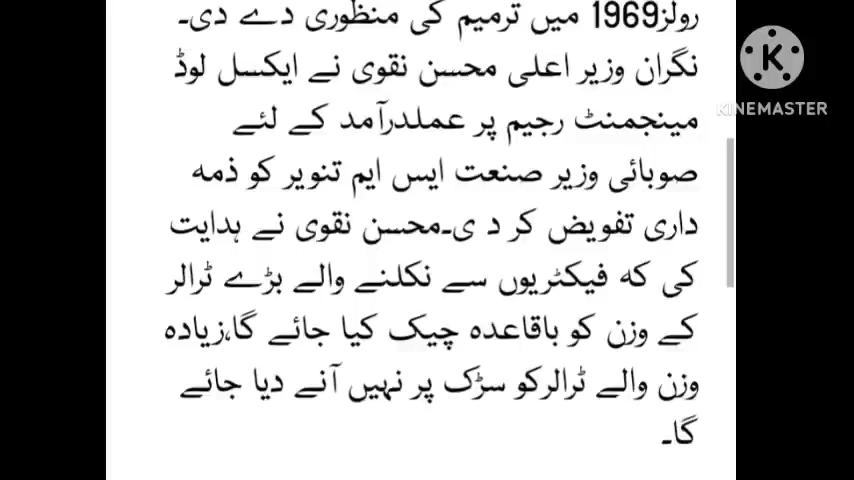 رولز1969 میں ترمیم کی منظوری دے دی۔
نگران وزیر اعلی محسن نقوی نے ایکسل لوڈ
مینجمنٹ رجیم پر عملدرآمد کے لئے
صوبائی وزیر صنعت ایس ایم تنویر کو ذمہ
داری تفویض کر د ی۔محسن نقوی نے ہدایت
کی کہ فیکٹریوں سے نکلنے والے بڑے ٹرالر
کے وزن کو باقاعدہ چیک کیا جائے گا,زیادہ
وزن والے ٹرالرکو سڑک پر نہیں آنے دیا جائے
گا۔
K
KINEMASTER